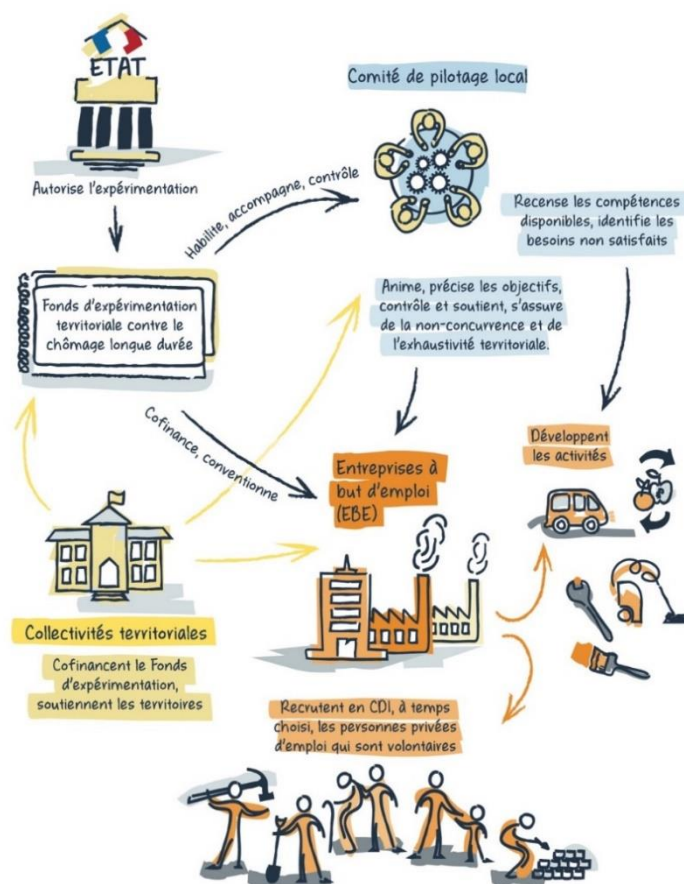 ETAT
Autorise l'expérimentation
Comité de pilotage local
Habilite, accompagne, contrôle
Recense les compétences
disponibles, identifie les
besoins non satisfaits
Fonds d'expérimentation
territoriale contre le
chômage longue durée
Anime, précise les objectifs,
contrôle et soutient, s'assure
de la non-concurrence et de
l'exhaustivité territoriale.
Cofinance, conventionne
Entreprises à
but d'emploi
(EBE)
Développent
les activités
Collectivités territoriales
Cofinancent le Fonds
d'expérimentation,
soutiennent les territoires
Recrutent en CDI, à temps
choisi, les personnes privées
d'emploi qui sont volontaires